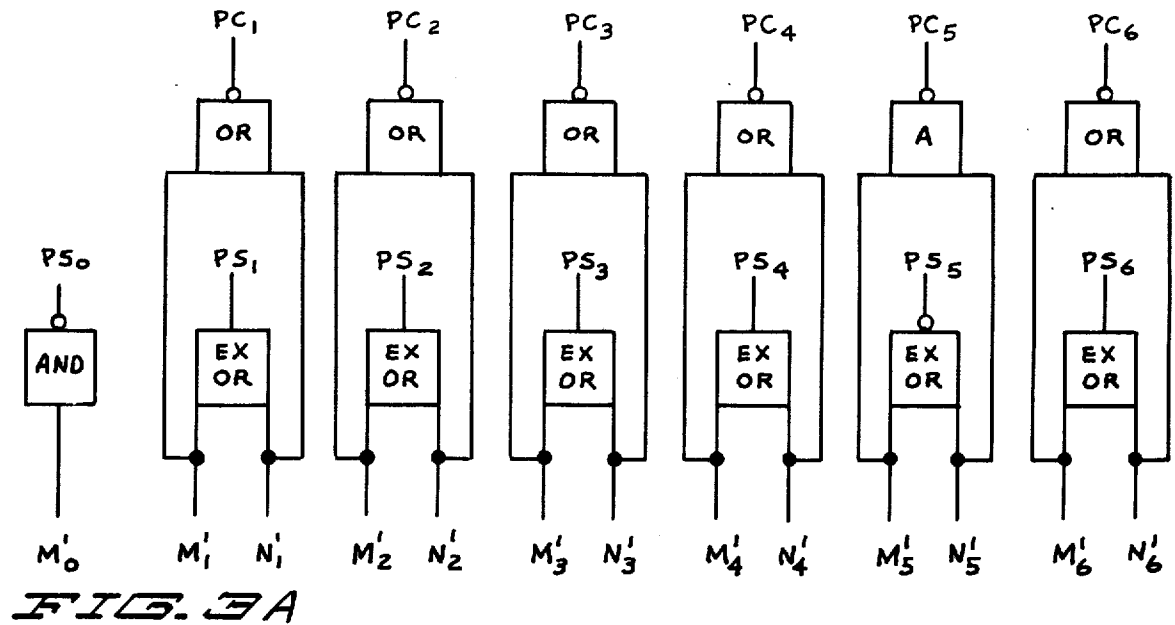 PC₁ PC₂ PC₃ PC₄ PC₅ PC₆
OR OR OR OR A OR
PS₀ PS₁ PS₂ PS₃ PS₄ PS₅ PS₆
AND EX OR EX OR EX OR EX OR EX OR EX OR
M'₀ M'₁ N'₁ M'₂ N'₂ M'₃ N'₃ M'₄ N'₄ M'₅ N'₅ M'₆ N'₆
FIG. 3A